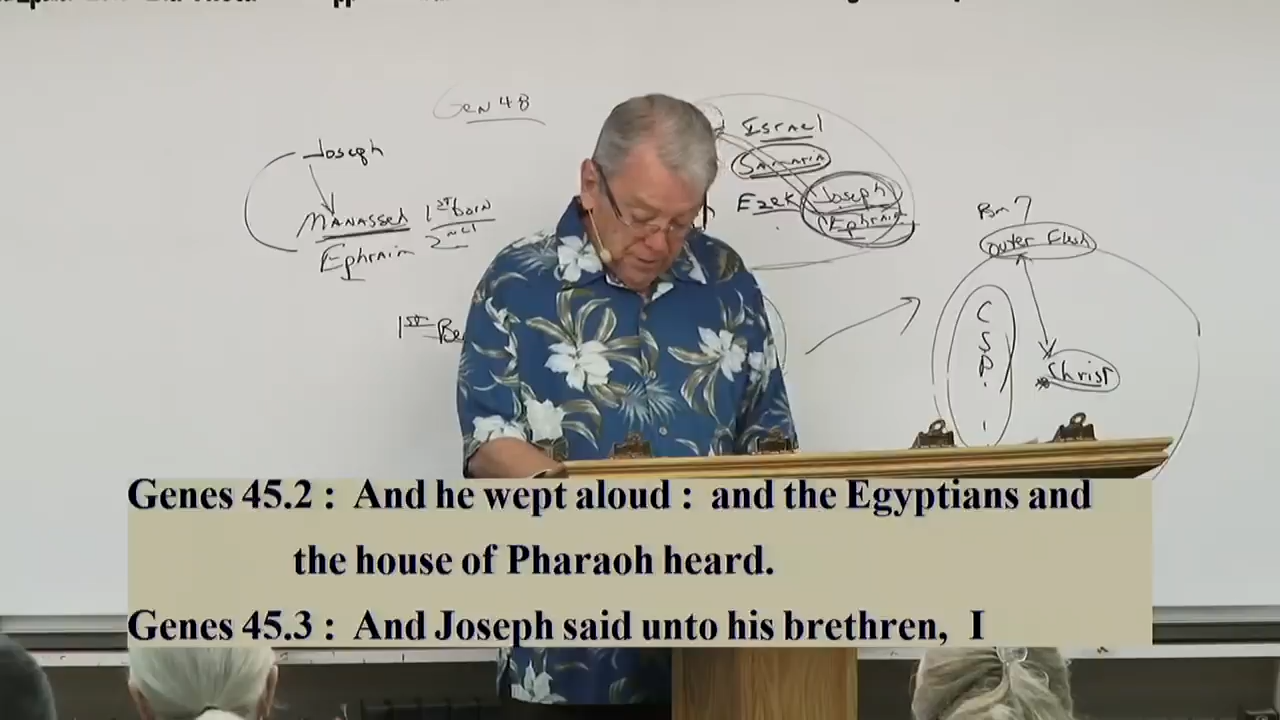 Gen 48
Joseph
Manasseh 1st Born
Ephraim 2nd
1st
Israel
Samaria
Ezek Joseph
Ephraim
Rm 7
outer Flesh
C
S
P.
Christ
Genes 45.2 : And he wept aloud : and the Egyptians and
the house of Pharaoh heard.
Genes 45.3 : And Joseph said unto his brethren, I